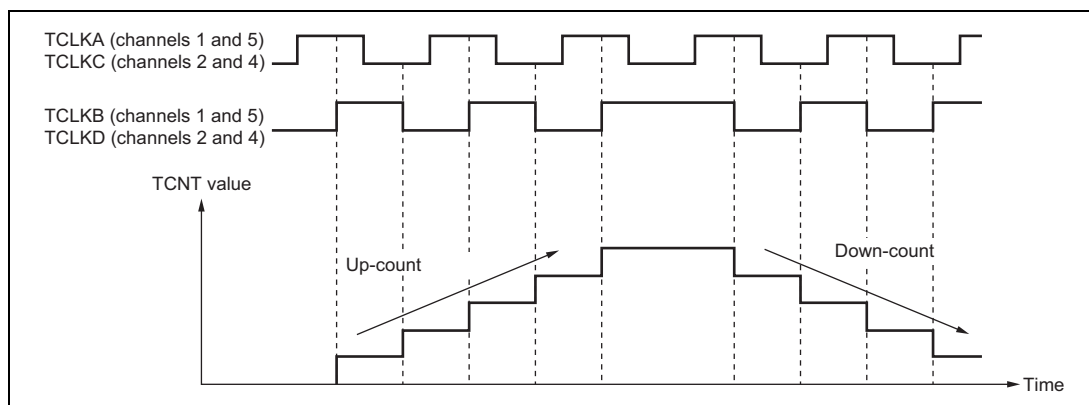 TCLKA (channels 1 and 5)
TCLKC (channels 2 and 4)
TCLKB (channels 1 and 5)
TCLKD (channels 2 and 4)
TCNT value
Up-count
Down-count
Time